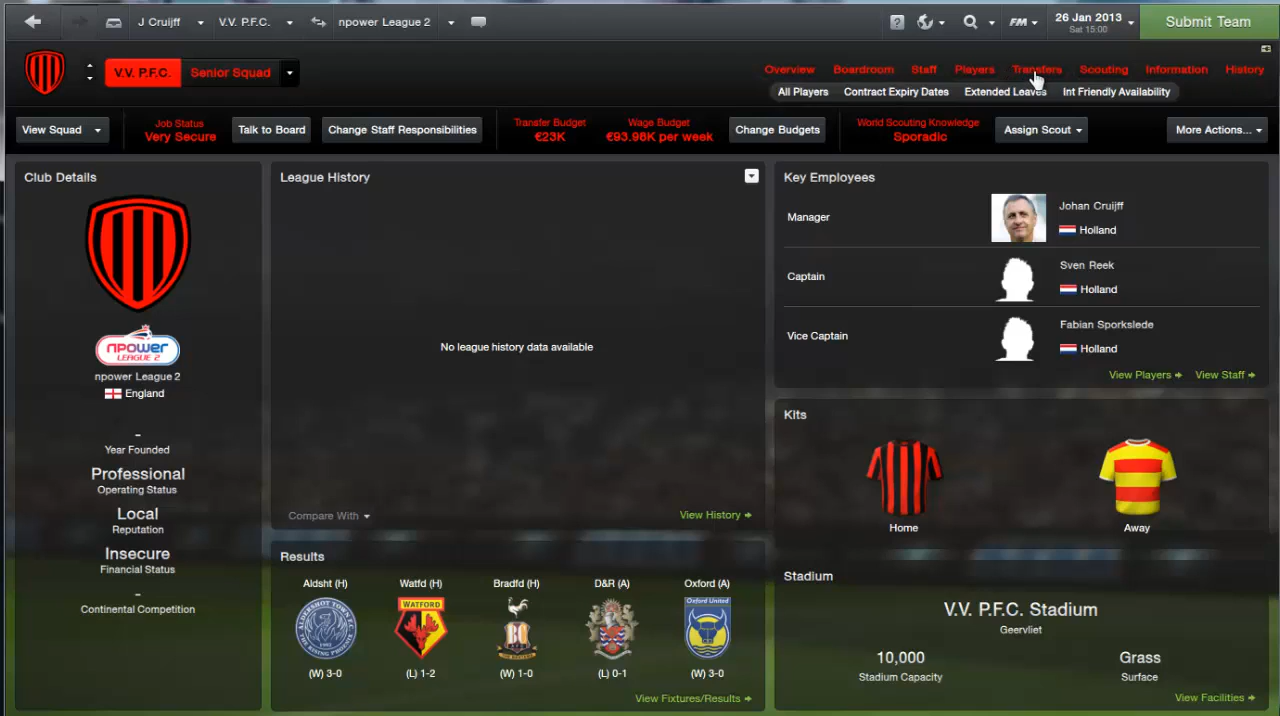 J Cruijff
V.V. P.F.C.
npower League 2
FM
26 Jan 2013
Sat 15:00
Submit Team
V.V. P.F.C.
Senior Squad
Overview Boardroom Staff Players Transfers Scouting Information History
All Players Contract Expiry Dates Extended Leaves Int Friendly Availability
View Squad
Job Status
Very Secure
Talk to Board
Change Staff Responsibilities
Transfer Budget
€23K
Wage Budget
€93.98K per week
Change Budgets
World Scouting Knowledge
Sporadic
Assign Scout
More Actions...
Club Details
npower
LEAGUE 2
npower League 2
England
-
Year Founded
Professional
Operating Status
Local
Reputation
Insecure
Financial Status
-
Continental Competition
League History
No league history data available
Compare With
View History
Results
Aldsht (H) Watfd (H) Bradfd (H) D&R (A) Oxford (A)
WATFORD
Oxford United
(W) 3-0 (L) 1-2 (W) 1-0 (L) 0-1 (W) 3-0
View Fixtures/Results
Key Employees
Manager
Johan Cruijff
Holland
Captain
Sven Reek
Holland
Vice Captain
Fabian Sporkslede
Holland
View Players View Staff
Kits
Home Away
Stadium
V.V. P.F.C. Stadium
Geervliet
10,000
Stadium Capacity
Grass
Surface
View Facilities